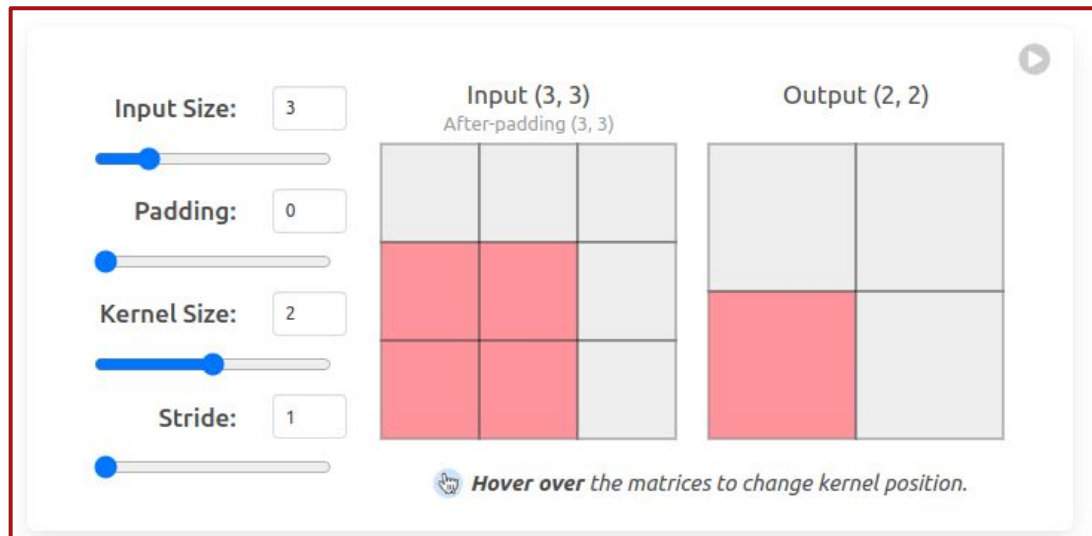 Input Size: 3
Padding: 0
Kernel Size: 2
Stride: 1
Input (3, 3)
After-padding (3, 3)
Output (2, 2)
Hover over the matrices to change kernel position.